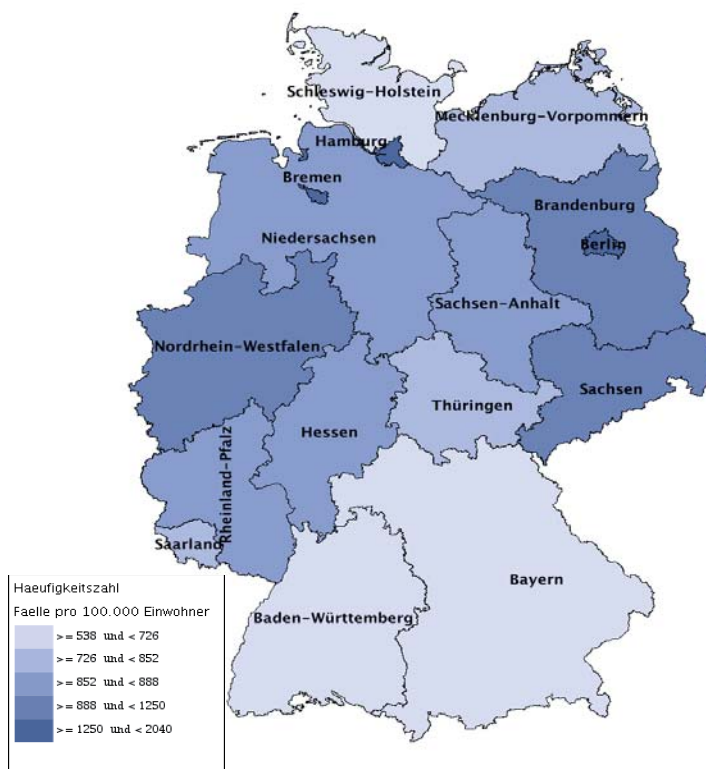 Schleswig-Holstein
Mecklenburg-Vorpommern
Hamburg
Bremen
Brandenburg
Niedersachsen
Berlin
Sachsen-Anhalt
Nordrhein-Westfalen
Sachsen
Thüringen
Hessen
Rheinland-Pfalz
Saarland
Bayern
Baden-Württemberg
Haeufigkeitszahl
Faelle pro 100.000 Einwohner
>= 538 und < 726
>= 726 und < 852
>= 852 und < 888
>= 888 und < 1250
>= 1250 und < 2040